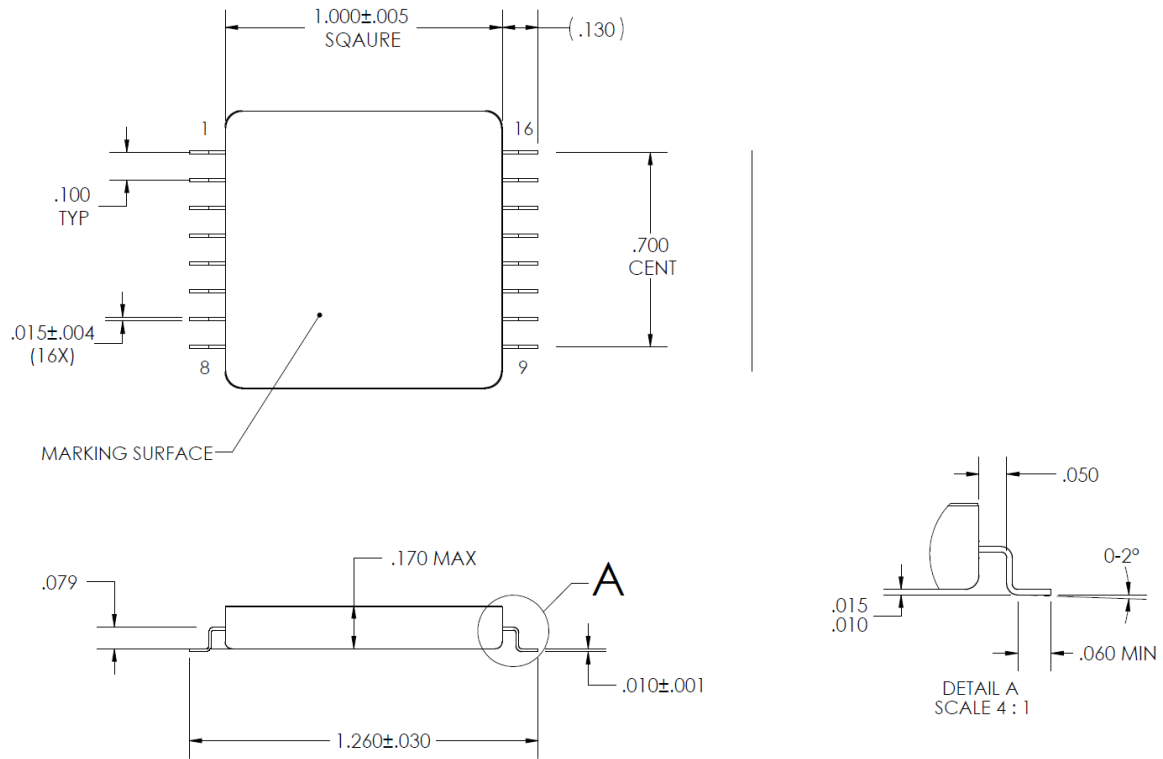 1.000±.005
SQAURE
(.130)
1
16
.100
TYP
.700
CENT
.015±.004
(16X)
8
9
MARKING SURFACE
.050
.170 MAX
A
.079
0-2°
.015
.010
.060 MIN
.010±.001
DETAIL A
SCALE 4 : 1
1.260±.030